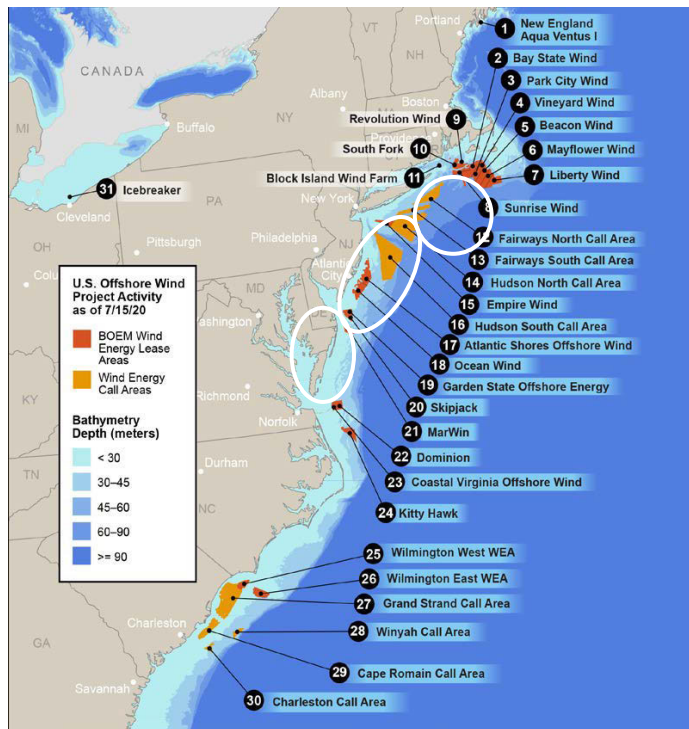 CANADA
MI
OH
KY
TN
GA
NC
PA
NY
VT
NH
NJ
MD
DE
Portland
Albany
Boston
Providence
Buffalo
New York
Cleveland
Pittsburgh
Philadelphia
Atlantic
City
Washington
Richmond
Norfolk
Durham
Charleston
Savannah
1 New England
Aqua Ventus I
2 Bay State Wind
3 Park City Wind
4 Vineyard Wind
5 Beacon Wind
6 Mayflower Wind
7 Liberty Wind
8 Sunrise Wind
Revolution Wind 9
South Fork 10
Block Island Wind Farm 11
12 Fairways North Call Area
13 Fairways South Call Area
14 Hudson North Call Area
15 Empire Wind
16 Hudson South Call Area
17 Atlantic Shores Offshore Wind
18 Ocean Wind
19 Garden State Offshore Energy
20 Skipjack
21 MarWin
22 Dominion
23 Coastal Virginia Offshore Wind
24 Kitty Hawk
25 Wilmington West WEA
26 Wilmington East WEA
27 Grand Strand Call Area
28 Winyah Call Area
29 Cape Romain Call Area
30 Charleston Call Area
31 Icebreaker
U.S. Offshore Wind
Project Activity
as of 7/15/20
BOEM Wind
Energy Lease
Areas
Wind Energy
Call Areas
Bathymetry
Depth (meters)
< 30
30–45
45–60
60–90
>= 90